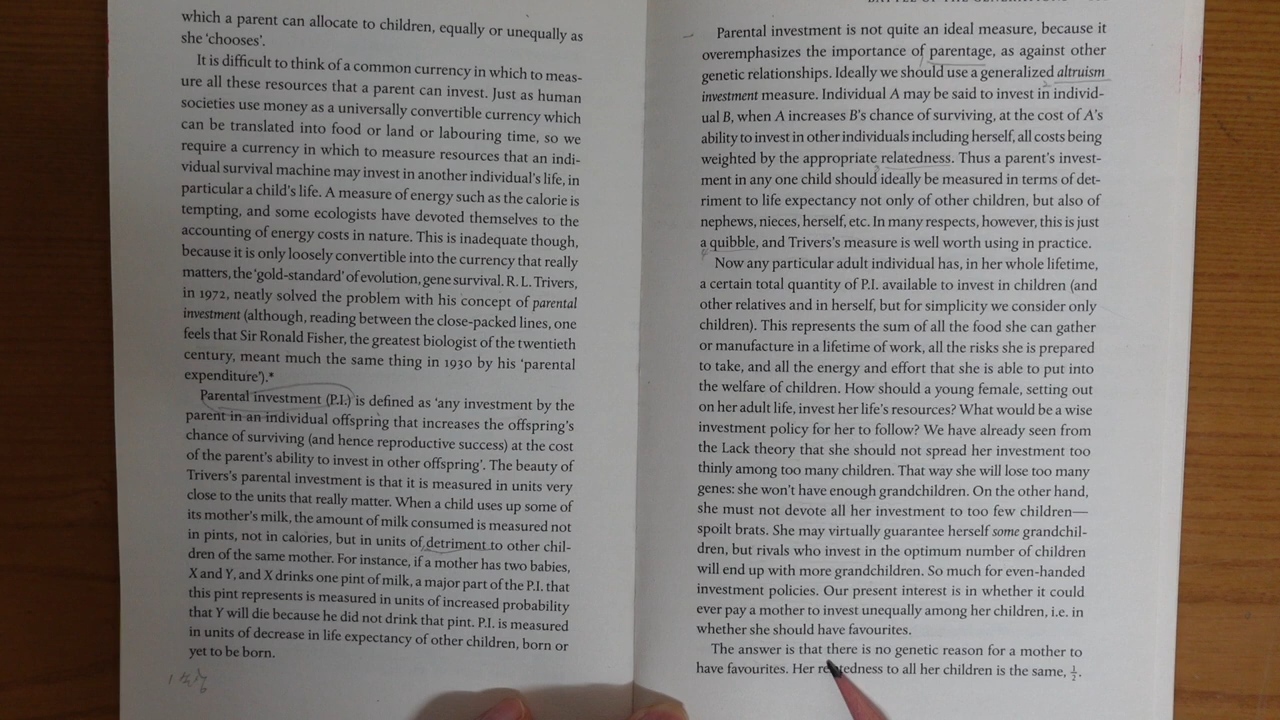 which a parent can allocate to children, equally or unequally as
she ‘chooses’.
It is difficult to think of a common currency in which to meas-
ure all these resources that a parent can invest. Just as human
societies use money as a universally convertible currency which
can be translated into food or land or labouring time, so we
require a currency in which to measure resources that an indi-
vidual survival machine may invest in another individual’s life, in
particular a child’s life. A measure of energy such as the calorie is
tempting, and some ecologists have devoted themselves to the
accounting of energy costs in nature. This is inadequate though,
because it is only loosely convertible into the currency that really
matters, the ‘gold-standard’ of evolution, gene survival. R. L. Trivers,
in 1972, neatly solved the problem with his concept of parental
investment (although, reading between the close-packed lines, one
feels that Sir Ronald Fisher, the greatest biologist of the twentieth
century, meant much the same thing in 1930 by his ‘parental
expenditure’).*
Parental investment (P.I.) is defined as ‘any investment by the
parent in an individual offspring that increases the offspring’s
chance of surviving (and hence reproductive success) at the cost
of the parent’s ability to invest in other offspring’. The beauty of
Trivers’s parental investment is that it is measured in units very
close to the units that really matter. When a child uses up some of
its mother’s milk, the amount of milk consumed is measured not
in pints, not in calories, but in units of detriment to other chil-
dren of the same mother. For instance, if a mother has two babies,
X and Y, and X drinks one pint of milk, a major part of the P.I. that
this pint represents is measured in units of increased probability
that Y will die because he did not drink that pint. P.I. is measured
in units of decrease in life expectancy of other children, born or
yet to be born.
Parental investment is not quite an ideal measure, because it
overemphasizes the importance of parentage, as against other
genetic relationships. Ideally we should use a generalized altruism
investment measure. Individual A may be said to invest in individ-
ual B, when A increases B’s chance of surviving, at the cost of A’s
ability to invest in other individuals including herself, all costs being
weighted by the appropriate relatedness. Thus a parent’s invest-
ment in any one child should ideally be measured in terms of det-
riment to life expectancy not only of other children, but also of
nephews, nieces, herself, etc. In many respects, however, this is just
a quibble, and Trivers’s measure is well worth using in practice.
Now any particular adult individual has, in her whole lifetime,
a certain total quantity of P.I. available to invest in children (and
other relatives and in herself, but for simplicity we consider only
children). This represents the sum of all the food she can gather
or manufacture in a lifetime of work, all the risks she is prepared
to take, and all the energy and effort that she is able to put into
the welfare of children. How should a young female, setting out
on her adult life, invest her life’s resources? What would be a wise
investment policy for her to follow? We have already seen from
the Lack theory that she should not spread her investment too
thinly among too many children. That way she will lose too many
genes: she won’t have enough grandchildren. On the other hand,
she must not devote all her investment to too few children—
spoilt brats. She may virtually guarantee herself some grandchil-
dren, but rivals who invest in the optimum number of children
will end up with more grandchildren. So much for even-handed
investment policies. Our present interest is in whether it could
ever pay a mother to invest unequally among her children, i.e. in
whether she should have favourites.
The answer is that there is no genetic reason for a mother to
have favourites. Her relatedness to all her children is the same, ½.